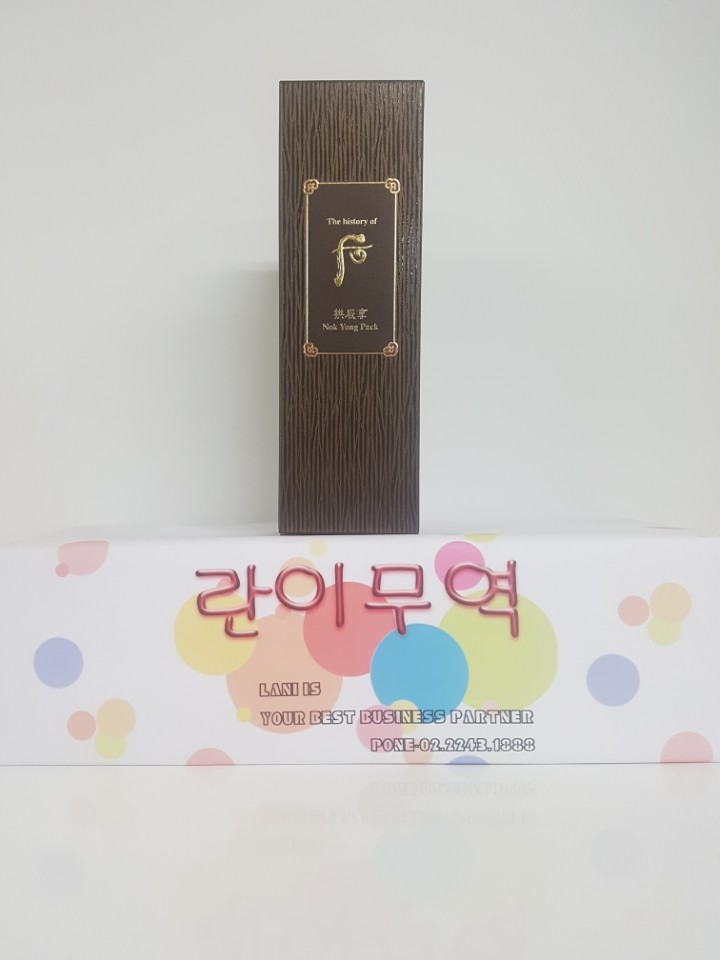 The history of
后
拱辰享
Nok Yong Pack
란이무역
LANI IS
YOUR BEST BUSINESS PARTNER
PONE-02.2243.1888